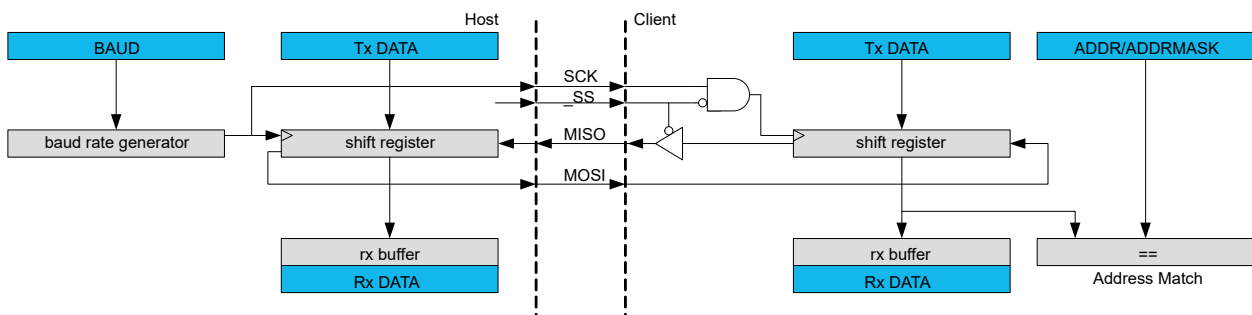 Host
Client
BAUD
Tx DATA
Tx DATA
ADDR/ADDRMASK
SCK
_SS
baud rate generator
shift register
MISO
shift register
MOSI
rx buffer
rx buffer
==
Rx DATA
Rx DATA
Address Match